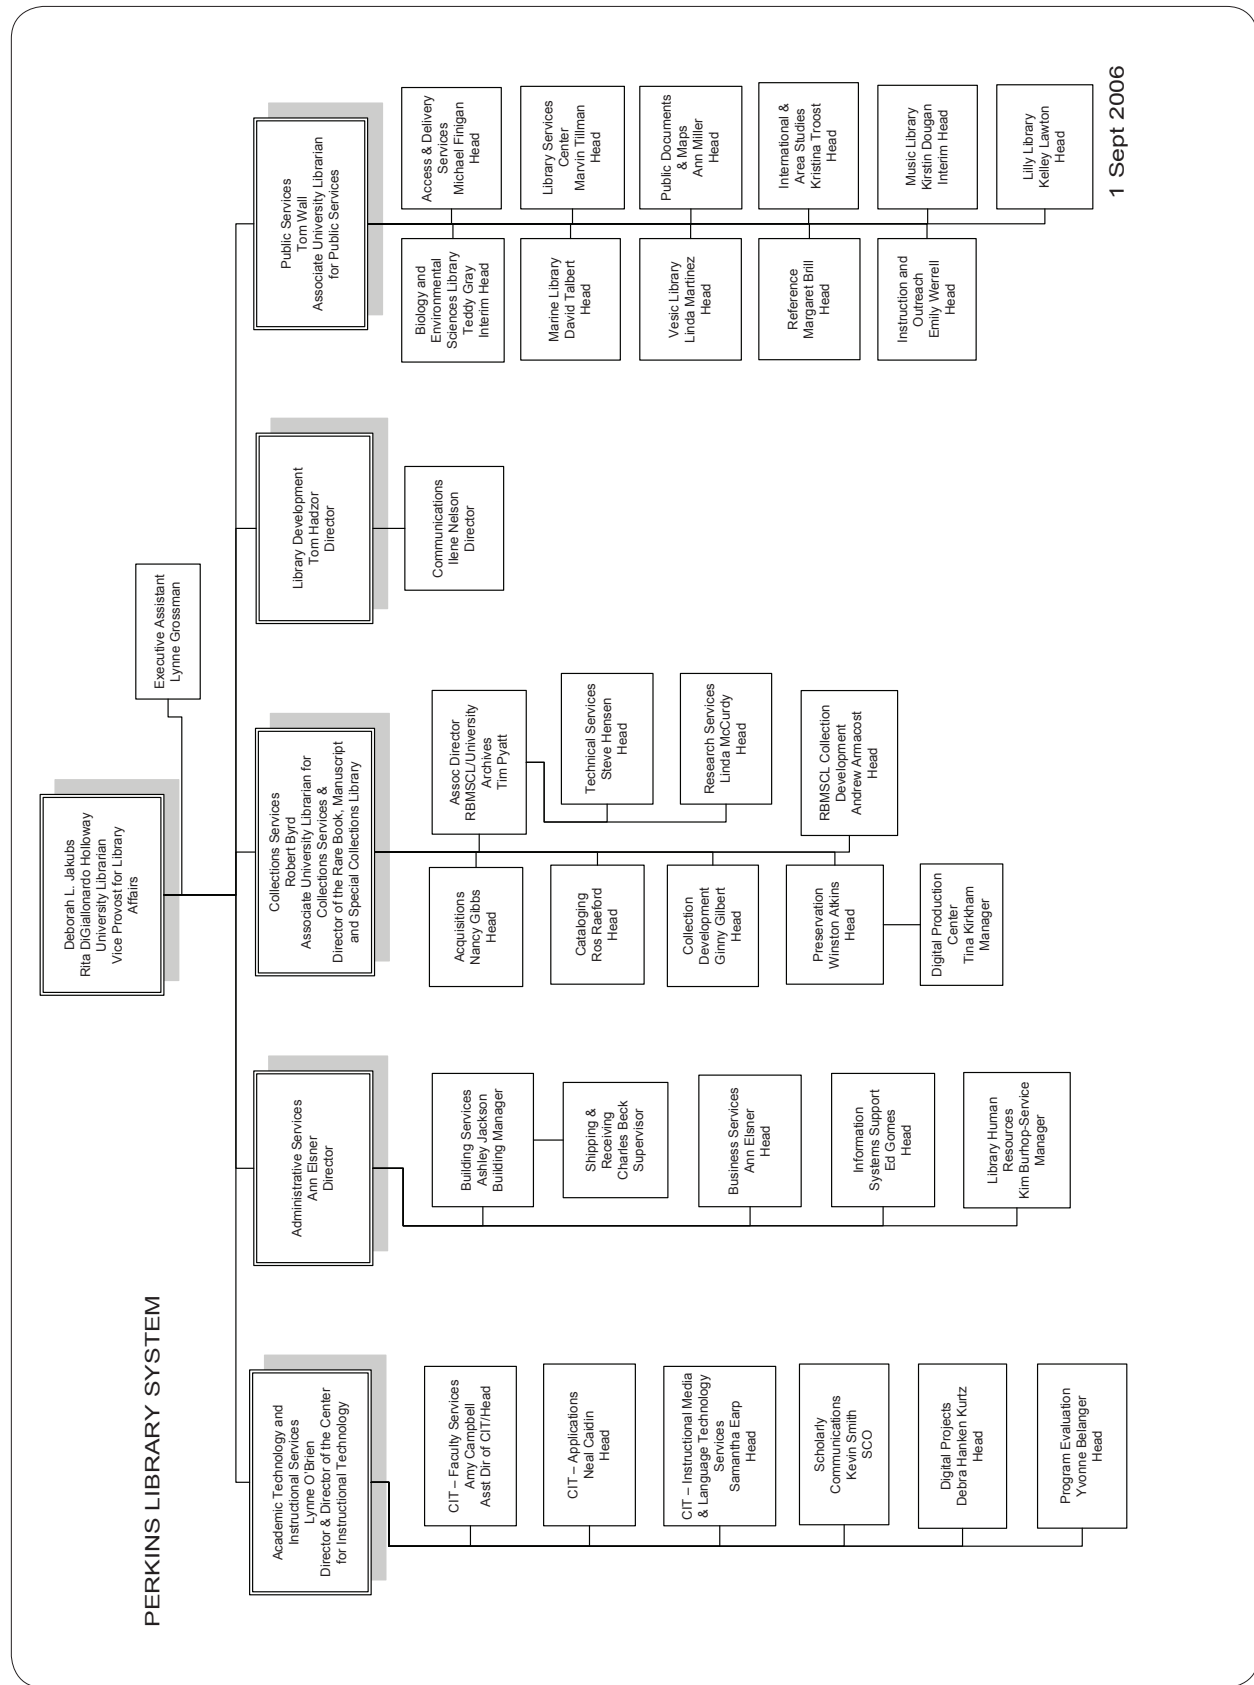 PERKINS LIBRARY SYSTEM
Deborah L. Jakubs
Rita DiGiallonardo Holloway
University Librarian
Vice Provost for Library
Affairs
Executive Assistant
Lynne Grossman
Academic Technology and
Instructional Services
Lynne O'Brien
Director & Director of the Center
for Instructional Technology
CIT – Faculty Services
Amy Campbell
Asst Dir of CIT/Head
CIT – Applications
Neal Caidin
Head
CIT – Instructional Media
& Language Technology
Services
Samantha Earp
Head
Scholarly
Communications
Kevin Smith
SCO
Digital Projects
Debra Hanken Kurtz
Head
Program Evaluation
Yvonne Belanger
Head
Administrative Services
Ann Elsner
Director
Building Services
Ashley Jackson
Building Manager
Shipping &
Receiving
Charles Beck
Supervisor
Business Services
Ann Elsner
Head
Information
Systems Support
Ed Gomes
Head
Library Human
Resources
Kim Burhop-Service
Manager
Collections Services
Robert Byrd
Associate University Librarian for
Collections Services &
Director of the Rare Book, Manuscript
and Special Collections Library
Acquisitions
Nancy Gibbs
Head
Assoc Director
RBMSCL/University
Archives
Tim Pyatt
Technical Services
Steve Hensen
Head
Research Services
Linda McCurdy
Head
Cataloging
Ros Raeford
Head
Collection
Development
Ginny Gilbert
Head
Preservation
Winston Atkins
Head
Digital Production
Center
Tina Kirkham
Manager
RBMSCL Collection
Development
Andrew Armacost
Head
Library Development
Tom Hadzor
Director
Communications
Ilene Nelson
Director
Public Services
Tom Wall
Associate University Librarian
for Public Services
Biology and
Environmental
Sciences Library
Teddy Gray
Interim Head
Access & Delivery
Services
Michael Finigan
Head
Marine Library
David Talbert
Head
Library Services
Center
Marvin Tillman
Head
Vesic Library
Linda Martinez
Head
Public Documents
& Maps
Ann Miller
Head
Reference
Margaret Brill
Head
International &
Area Studies
Kristina Troost
Head
Instruction and
Outreach
Emily Werrell
Head
Music Library
Kirstin Dougan
Interim Head
Lilly Library
Kelley Lawton
Head
1 Sept 2006